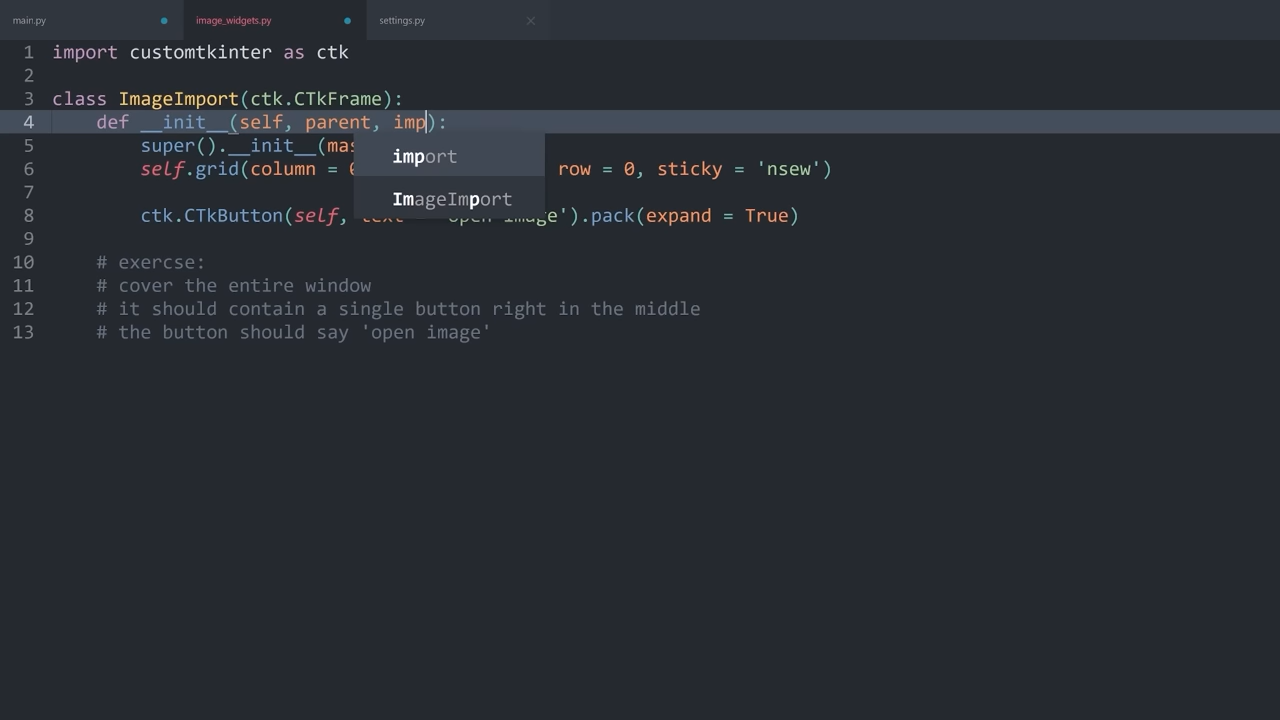 main.py
image_widgets.py
settings.py
1 import customtkinter as ctk
2
3 class ImageImport(ctk.CTkFrame):
4 def __init__(self, parent, imp):
5 super().__init__(mas
import
6 self.grid(column = 0 row = 0, sticky = 'nsew')
7
ImageImport
8 ctk.CTkButton(self, text open image').pack(expand = True)
9
10 # exercse:
11 # cover the entire window
12 # it should contain a single button right in the middle
13 # the button should say 'open image'